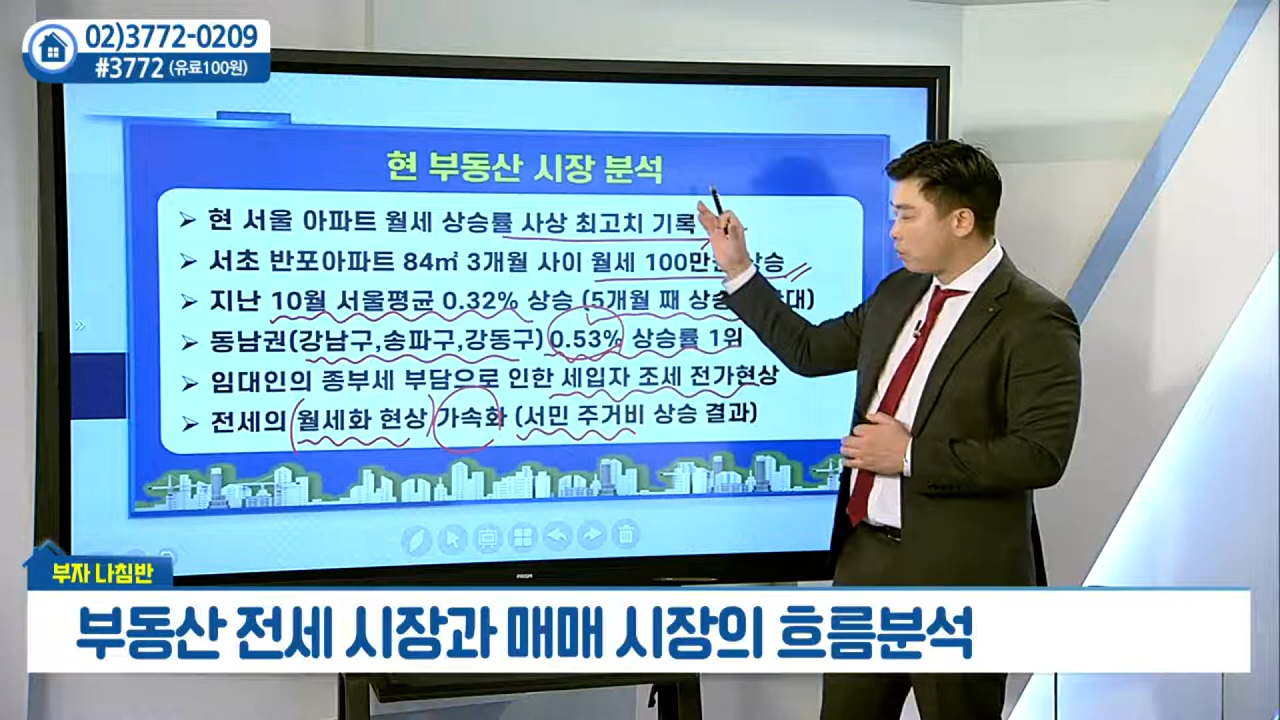 02)3772-0209
#3772 (유료100원)
현 부동산 시장 분석
➢ 현 서울 아파트 월세 상승률 사상 최고치 기록
➢ 서초 반포아파트 84㎡ 3개월 사이 월세 100만 상승
➢ 지난 10월 서울평균 0.32% 상승 (5개월 째 상승 대)
➢ 동남권(강남구,송파구,강동구) 0.53% 상승률 1위
➢ 임대인의 종부세 부담으로 인한 세입자 조세 전가현상
➢ 전세의 월세화 현상 가속화 (서민 주거비 상승 결과)
PRISM
부자 나침반
부동산 전세 시장과 매매 시장의 흐름분석